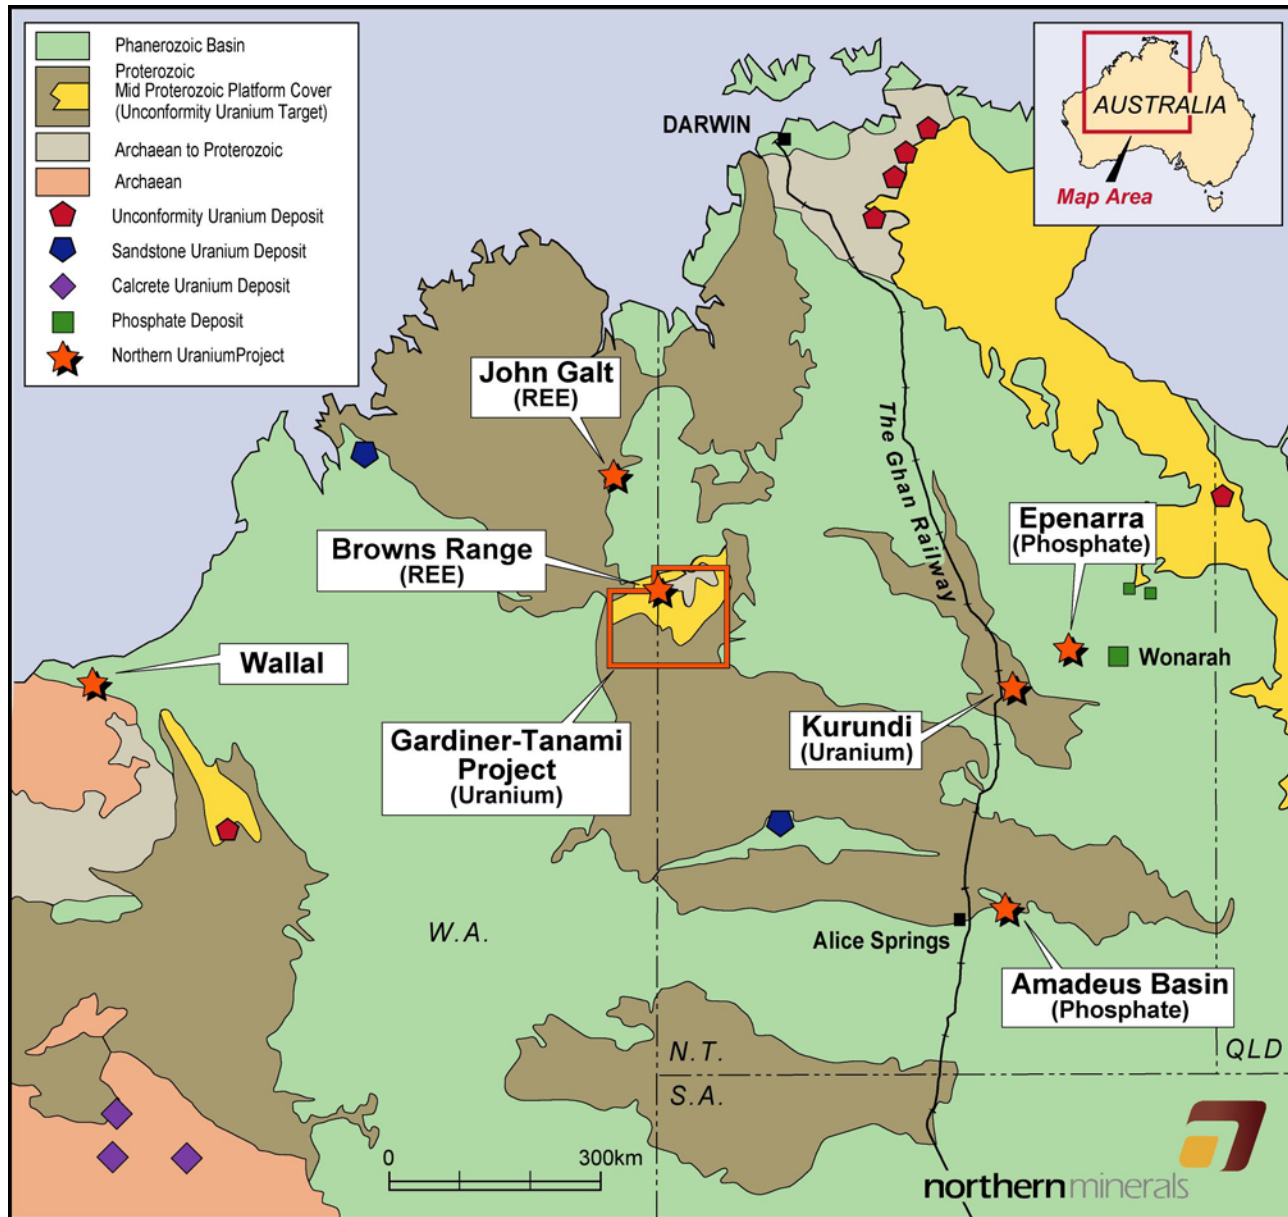 Phanerozoic Basin
Proterozoic
Mid Proterozoic Platform Cover
(Unconformity Uranium Target)
Archaean to Proterozoic
Archaean
Unconformity Uranium Deposit
Sandstone Uranium Deposit
Calcrete Uranium Deposit
Phosphate Deposit
Northern UraniumProject
AUSTRALIA
Map Area
DARWIN
John Galt
(REE)
The Ghan Railway
Browns Range
(REE)
Epenarra
(Phosphate)
Wonarah
Wallal
Gardiner-Tanami
Project
(Uranium)
Kurundi
(Uranium)
W.A.
Alice Springs
Amadeus Basin
(Phosphate)
N.T.
QLD
S.A.
0 300km
northernminerals